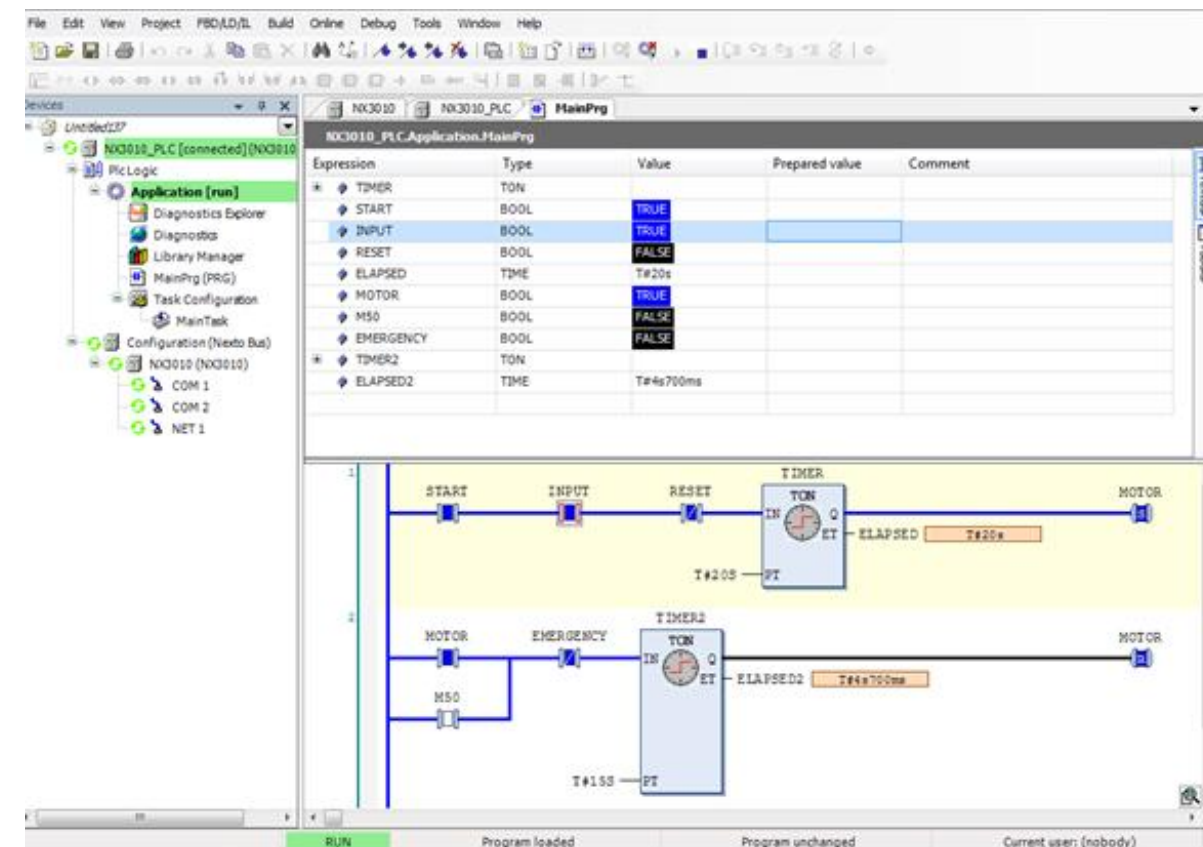 File Edit View Project FBD/LD/IL Build Online Debug Tools Window Help
Devices
NX3010 NX3010_PLC MainPrg
Untitled137
NX3010_PLC [connected] (NX3010
PlcLogic
Application [run]
Diagnostics Explorer
Diagnostics
Library Manager
MainPrg (PRG)
Task Configuration
MainTask
Configuration (Nexto Bus)
NX3010 (NX3010)
COM 1
COM 2
NET 1
NX3010_PLC.Application.MainPrg
Expression Type Value Prepared value Comment
TIMER TON
START BOOL TRUE
INPUT BOOL TRUE
RESET BOOL FALSE
ELAPSED TIME T#20s
MOTOR BOOL TRUE
M50 BOOL FALSE
EMERGENCY BOOL FALSE
TIMER2 TON
ELAPSED2 TIME T#4s700ms
1
TIMER
START INPUT RESET TON MOTOR
IN Q
ET ELAPSED T#20s
T#20S PT
2
TIMER2
MOTOR EMERGENCY TON MOTOR
IN Q
ET ELAPSED2 T#4s700ms
M50
T#15S PT
RUN Program loaded Program unchanged Current user: (nobody)